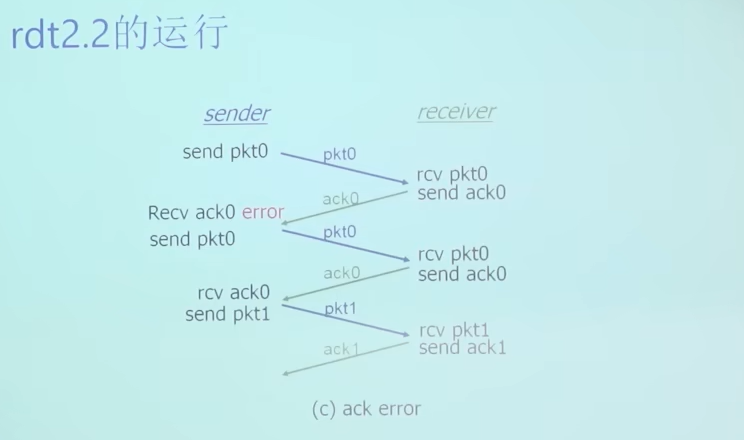 rdt2.2的运行
sender
receiver
send pkt0
pkt0
rcv pkt0
send ack0
ack0
Recv ack0 error
send pkt0
pkt0
rcv pkt0
send ack0
ack0
rcv ack0
send pkt1
pkt1
rcv pkt1
send ack1
ack1
(c) ack error